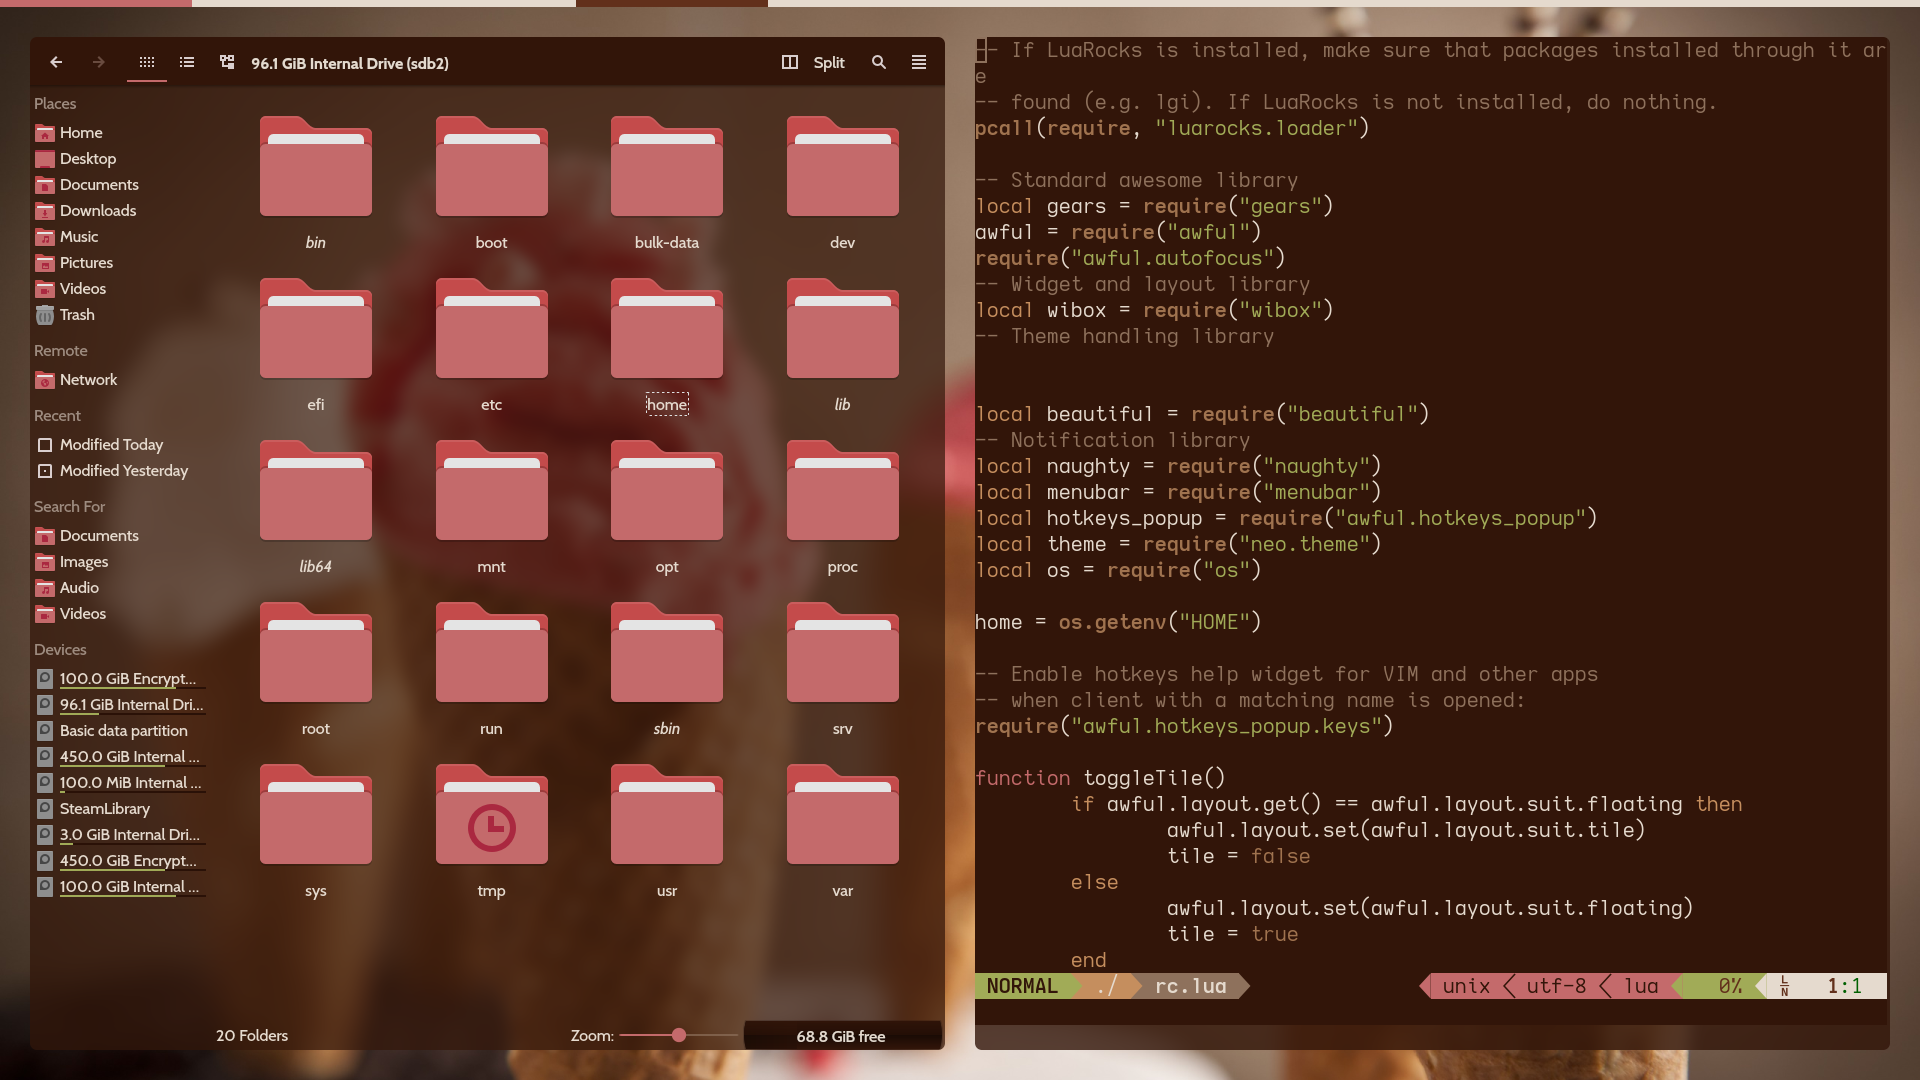 96.1 GiB Internal Drive (sdb2)
Split
Places
Home
Desktop
Documents
Downloads
Music
Pictures
Videos
Trash
Remote
Network
Recent
Modified Today
Modified Yesterday
Search For
Documents
Images
Audio
Videos
Devices
100.0 GiB Encrypt...
96.1 GiB Internal Dri...
Basic data partition
450.0 GiB Internal ...
100.0 MiB Internal ...
SteamLibrary
3.0 GiB Internal Dri...
450.0 GiB Encrypt...
100.0 GiB Internal ...
bin boot bulk-data dev
efi etc home lib
lib64 mnt opt proc
root run sbin srv
sys tmp usr var
20 Folders
Zoom:
68.8 GiB free
-- If LuaRocks is installed, make sure that packages installed through it ar
e
-- found (e.g. lgi). If LuaRocks is not installed, do nothing.
pcall(require, "luarocks.loader")
-- Standard awesome library
local gears = require("gears")
awful = require("awful")
require("awful.autofocus")
-- Widget and layout library
local wibox = require("wibox")
-- Theme handling library
local beautiful = require("beautiful")
-- Notification library
local naughty = require("naughty")
local menubar = require("menubar")
local hotkeys_popup = require("awful.hotkeys_popup")
local theme = require("neo.theme")
local os = require("os")
home = os.getenv("HOME")
-- Enable hotkeys help widget for VIM and other apps
-- when client with a matching name is opened:
require("awful.hotkeys_popup.keys")
function toggleTile()
if awful.layout.get() == awful.layout.suit.floating then
awful.layout.set(awful.layout.suit.tile)
tile = false
else
awful.layout.set(awful.layout.suit.floating)
tile = true
end
NORMAL ./ rc.lua unix utf-8 lua 0% LN 1:1